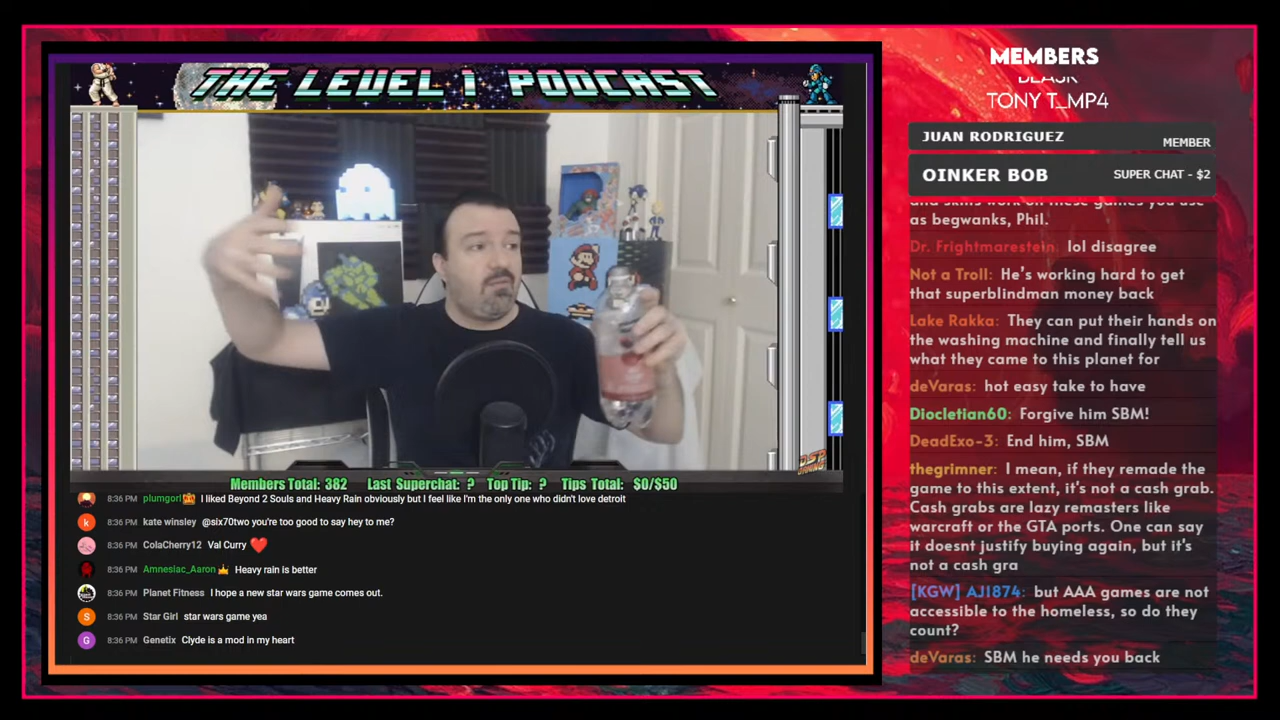 THE LEVEL 1 PODCAST
DSP
GAMING
Members Total: 382 Last Superchat: ? Top Tip: ? Tips Total: $0/$50
8:36 PM plumgorl I liked Beyond 2 Souls and Heavy Rain obviously but I feel like I'm the only one who didn't love detroit
8:36 PM kate winsley @six70two you're too good to say hey to me?
8:36 PM ColaCherry12 Val Curry ❤️
8:36 PM Amnesiac_Aaron Heavy rain is better
8:36 PM Planet Fitness I hope a new star wars game comes out.
8:36 PM Star Girl star wars game yea
8:36 PM Genetix Clyde is a mod in my heart
MEMBERS
TONY T_MP4
JUAN RODRIGUEZ MEMBER
OINKER BOB SUPER CHAT - $2
and skills work on these games you use
as begwanks, Phil.
Dr. Frightmarestein: lol disagree
Not a Troll: He's working hard to get
that superblindman money back
Lake Rakka: They can put their hands on
the washing machine and finally tell us
what they came to this planet for
deVaras: hot easy take to have
Diocletian60: Forgive him SBM!
DeadExo-3: End him, SBM
thegrimner: I mean, if they remade the
game to this extent, it's not a cash grab.
Cash grabs are lazy remasters like
warcraft or the GTA ports. One can say
it doesnt justify buying again, but it's
not a cash gra
[KGW] AJ1874: but AAA games are not
accessible to the homeless, so do they
count?
deVaras: SBM he needs you back